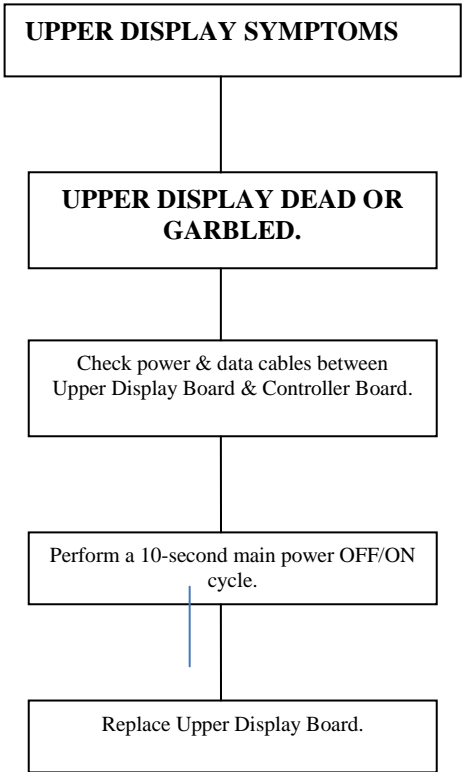 UPPER DISPLAY SYMPTOMS
UPPER DISPLAY DEAD OR
GARBLED.
Check power & data cables between
Upper Display Board & Controller Board.
Perform a 10-second main power OFF/ON
cycle.
Replace Upper Display Board.